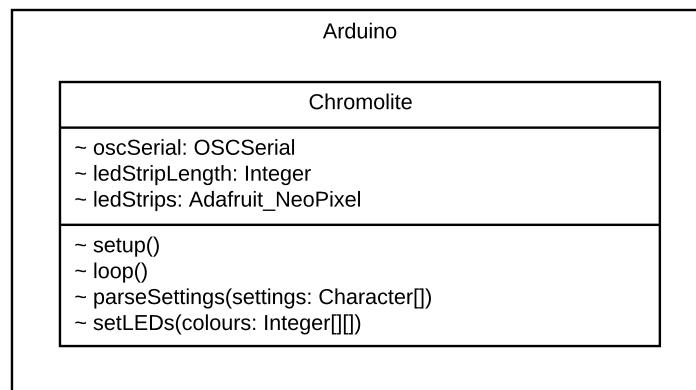 Arduino
Chromolite
~ oscSerial: OSCSerial
~ ledStripLength: Integer
~ ledStrips: Adafruit_NeoPixel
~ setup()
~ loop()
~ parseSettings(settings: Character[])
~ setLEDs(colours: Integer[][])